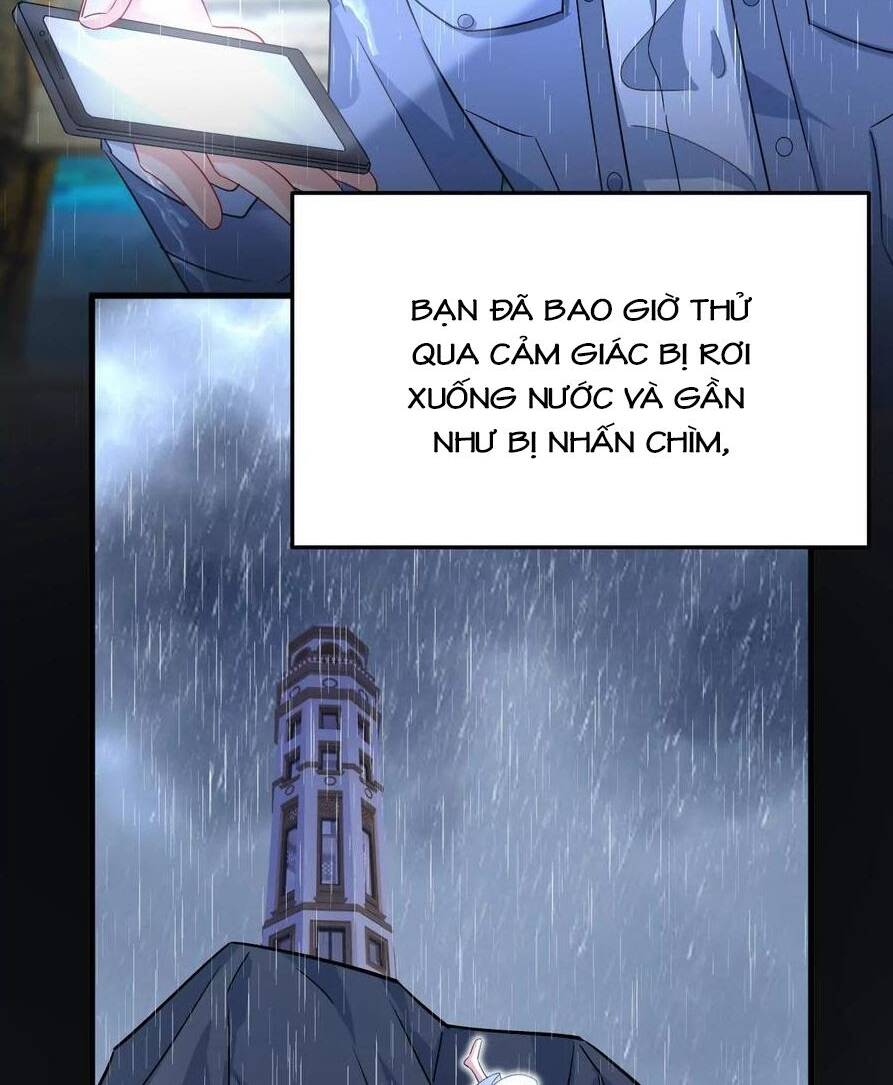 BẠN ĐÃ BAO GIỜ THỬ
QUA CẢM GIÁC BỊ RƠI
XUỐNG NƯỚC VÀ GẦN
NHƯ BỊ NHẤN CHÌM,